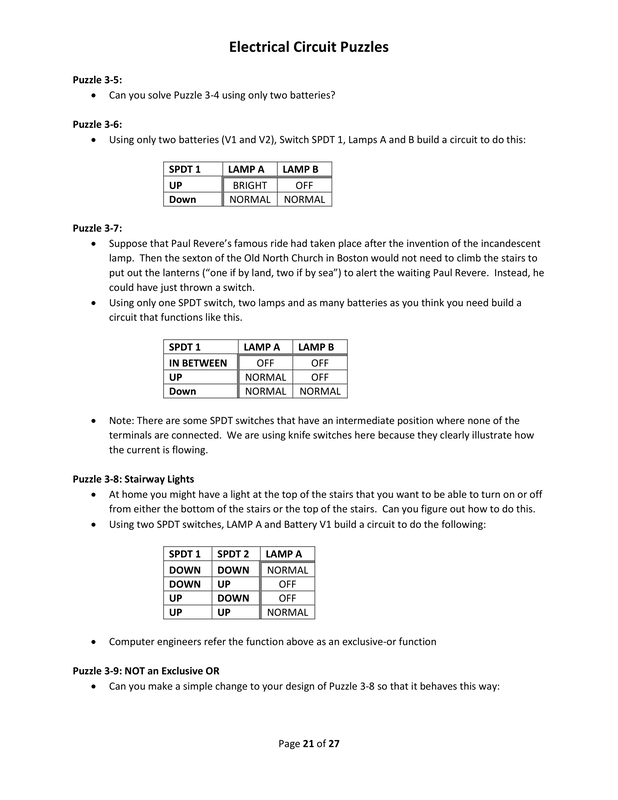 Electrical Circuit Puzzles
Puzzle 3-5:
• Can you solve Puzzle 3-4 using only two batteries?
Puzzle 3-6:
• Using only two batteries (V1 and V2), Switch SPDT 1, Lamps A and B build a circuit to do this:
SPDT 1 LAMP A LAMP B
UP BRIGHT OFF
Down NORMAL NORMAL
Puzzle 3-7:
• Suppose that Paul Revere's famous ride had taken place after the invention of the incandescent
lamp. Then the sexton of the Old North Church in Boston would not need to climb the stairs to
put out the lanterns ("one if by land, two if by sea") to alert the waiting Paul Revere. Instead, he
could have just thrown a switch.
• Using only one SPDT switch, two lamps and as many batteries as you think you need build a
circuit that functions like this.
SPDT 1 LAMP A LAMP B
IN BETWEEN OFF OFF
UP NORMAL OFF
Down NORMAL NORMAL
• Note: There are some SPDT switches that have an intermediate position where none of the
terminals are connected. We are using knife switches here because they clearly illustrate how
the current is flowing.
Puzzle 3-8: Stairway Lights
• At home you might have a light at the top of the stairs that you want to be able to turn on or off
from either the bottom of the stairs or the top of the stairs. Can you figure out how to do this.
• Using two SPDT switches, LAMP A and Battery V1 build a circuit to do the following:
SPDT 1 SPDT 2 LAMP A
DOWN DOWN NORMAL
DOWN UP OFF
UP DOWN OFF
UP UP NORMAL
• Computer engineers refer the function above as an exclusive-or function
Puzzle 3-9: NOT an Exclusive OR
• Can you make a simple change to your design of Puzzle 3-8 so that it behaves this way:
Page 21 of 27